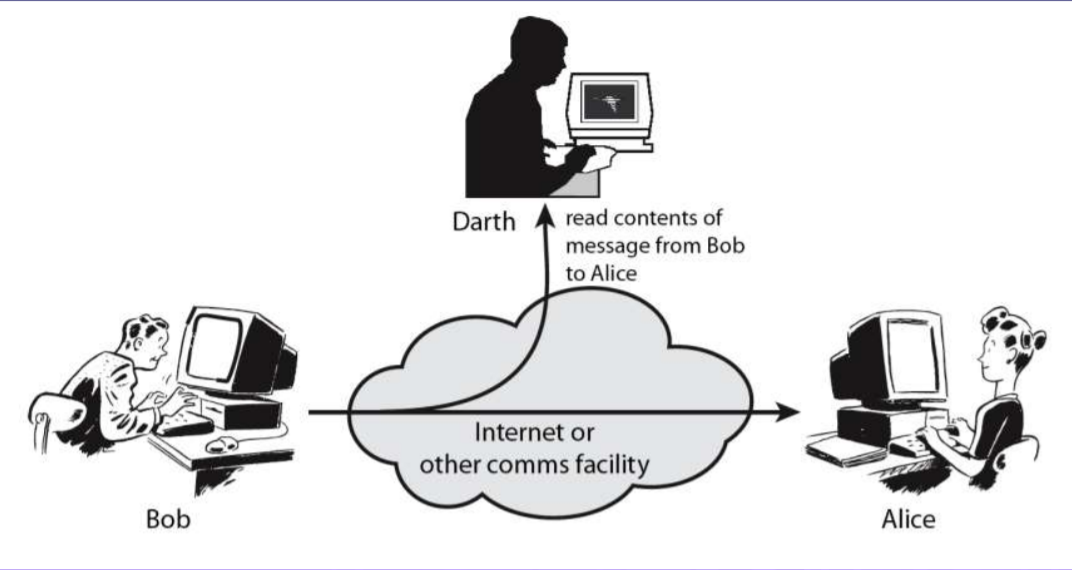 Darth
read contents of
message from Bob
to Alice
Internet or
other comms facility
Bob
Alice